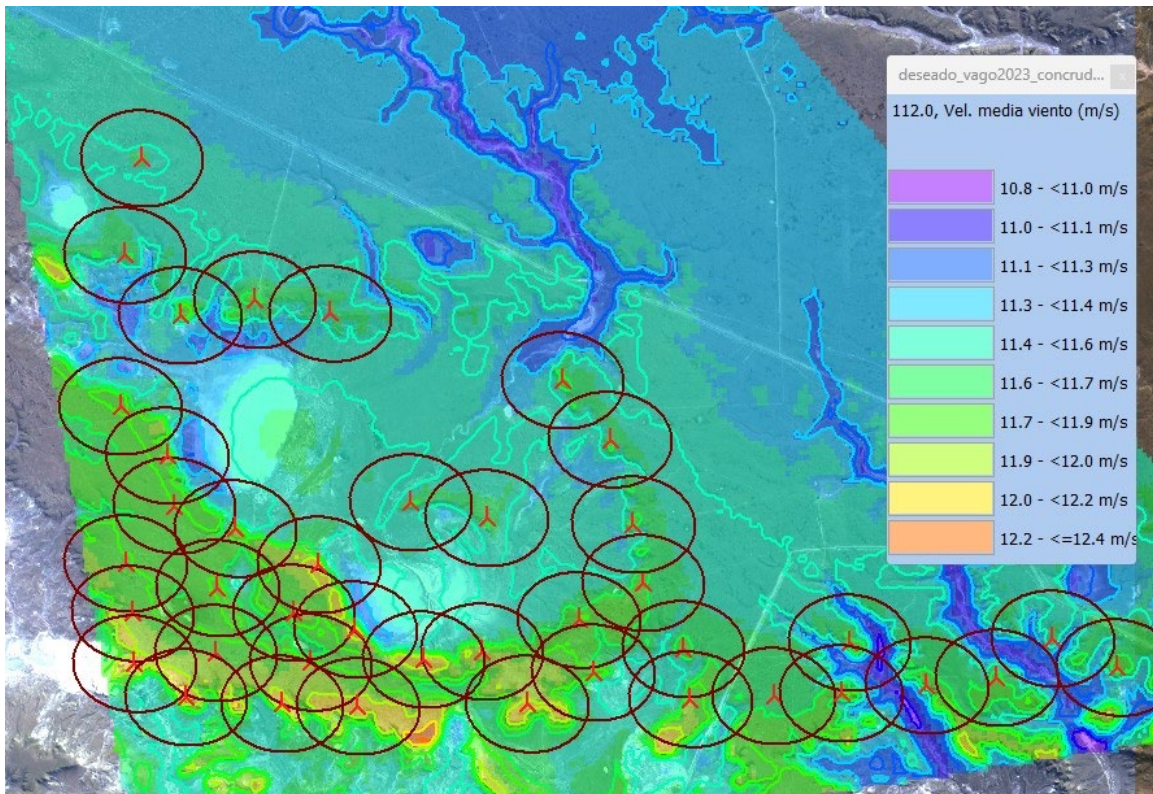 deseado_vago2023_concrud...
112.0, Vel. media viento (m/s)
10.8 - <11.0 m/s
11.0 - <11.1 m/s
11.1 - <11.3 m/s
11.3 - <11.4 m/s
11.4 - <11.6 m/s
11.6 - <11.7 m/s
11.7 - <11.9 m/s
11.9 - <12.0 m/s
12.0 - <12.2 m/s
12.2 - <=12.4 m/s